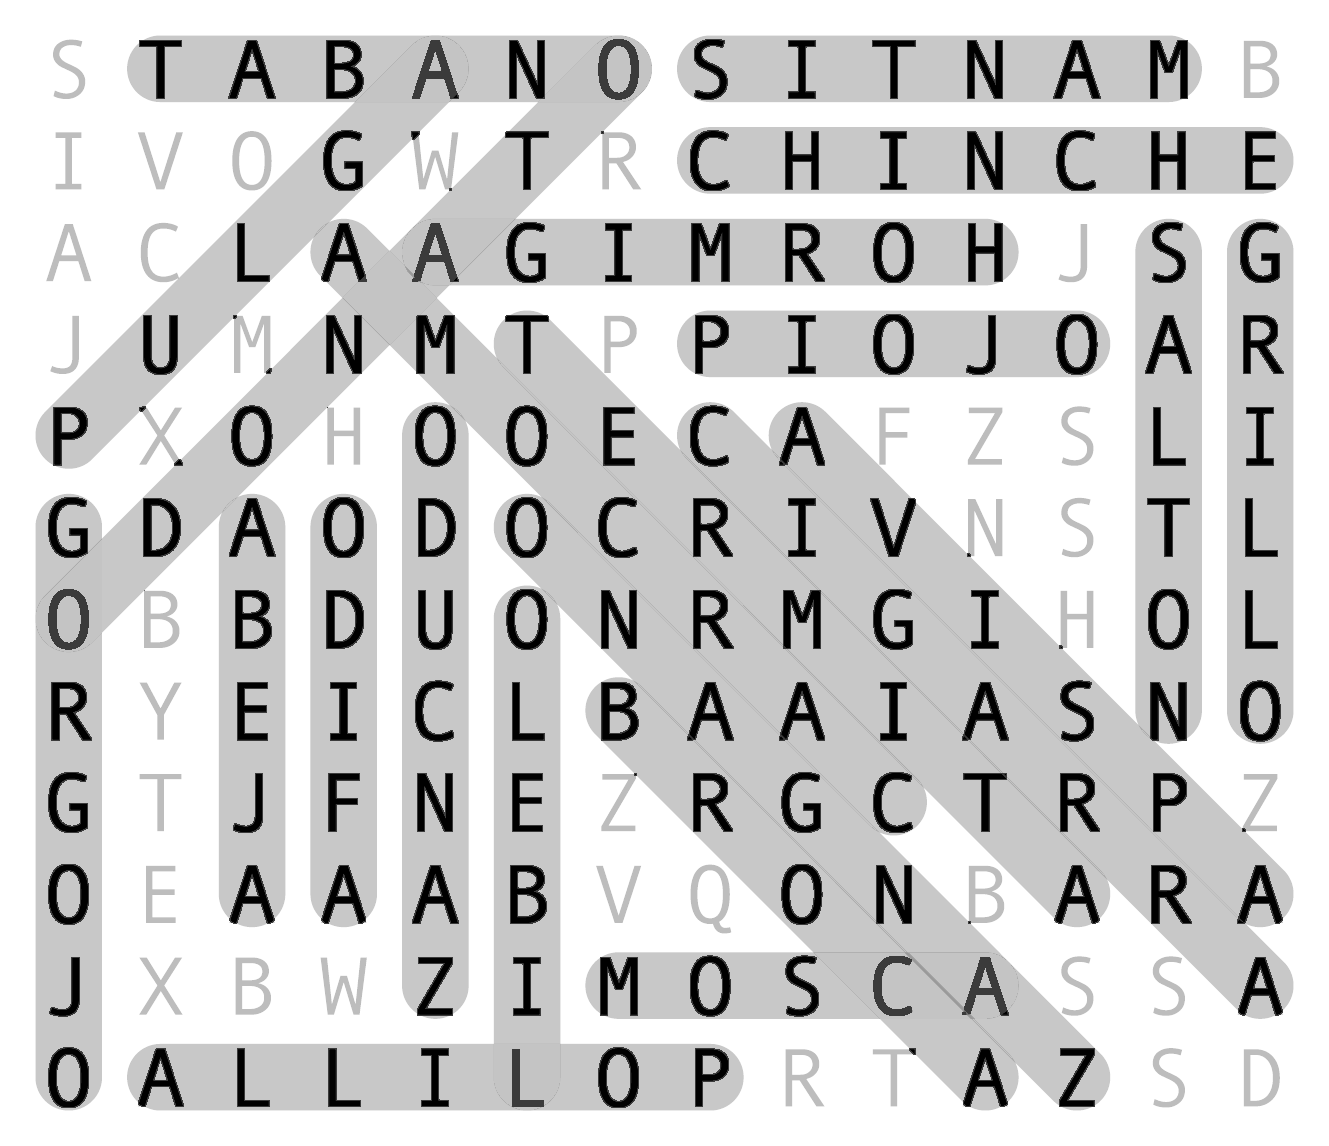 S T A B A N O S I T N A M B
I V O G W T R C H I N C H E
A C L A A G I M R O H J S G
J U M N M T P P I O J O A R
P X O H O O E C A F Z S L I
G D A O D O C R I V N S T L
O B B D U O N R M G I H O L
R Y E I C L B A A I A S N O
G T J F N E Z R G C T R P Z
O E A A A B V Q O N B A R A
J X B W Z I M O S C A S S A
O A L L I L O P R T A Z S D